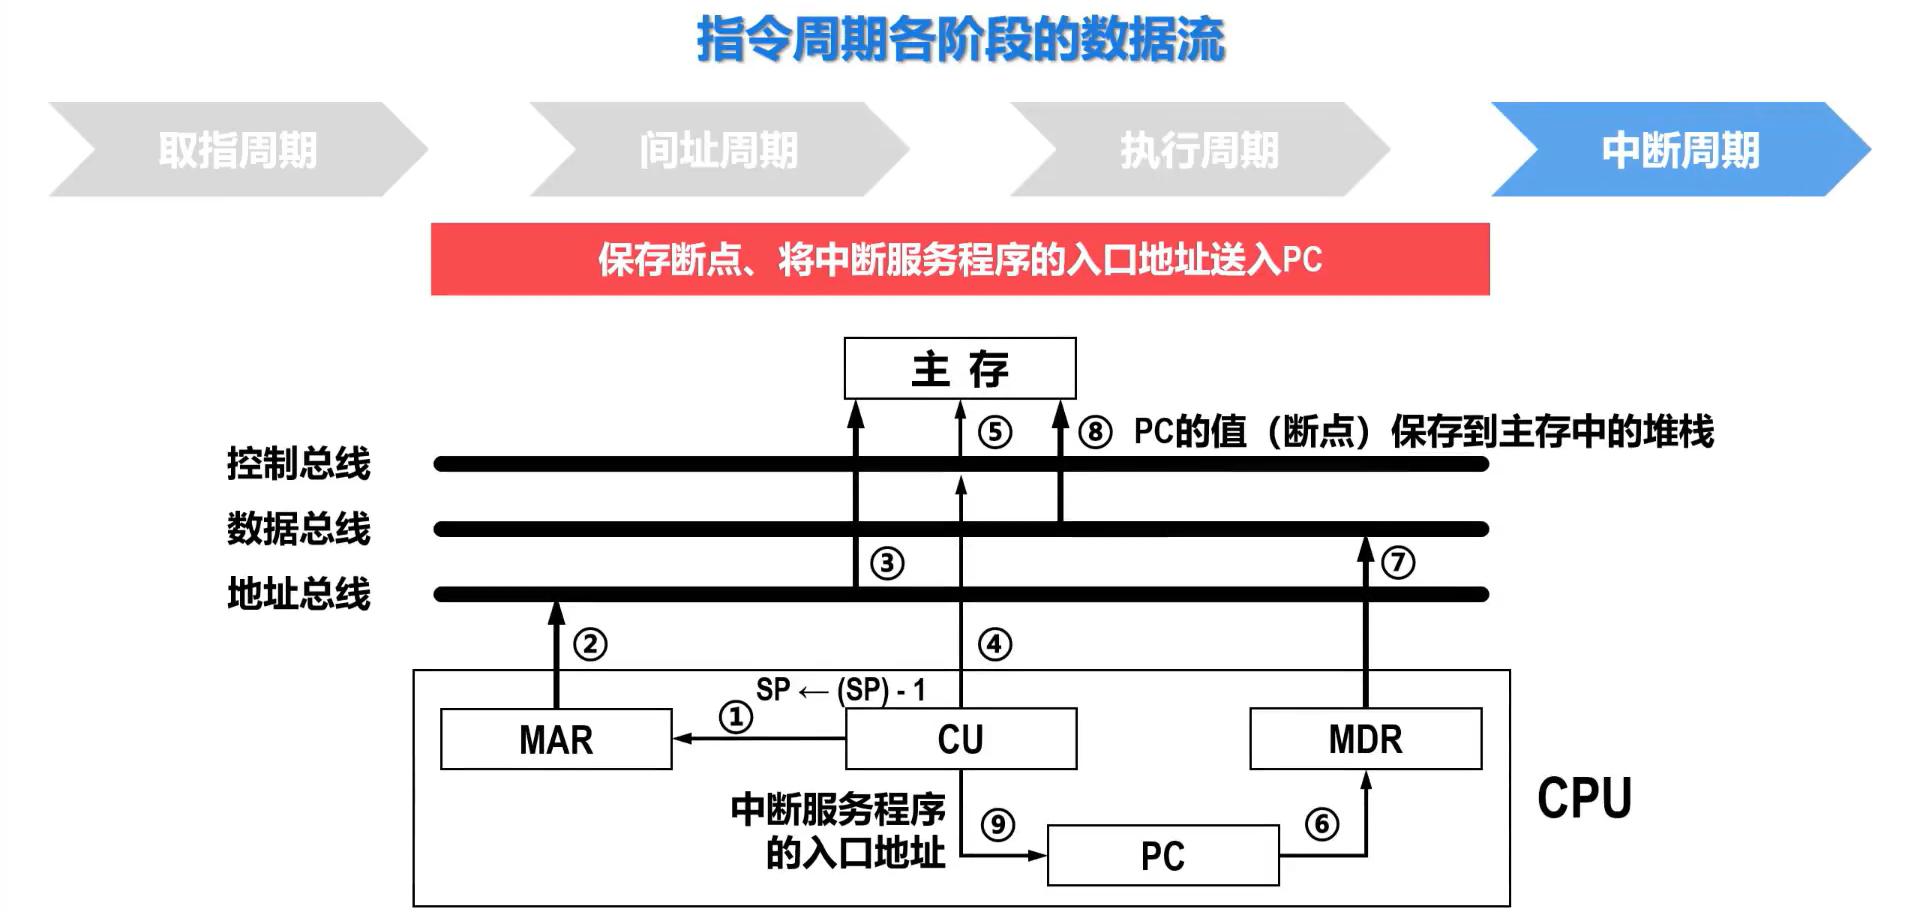 指令周期各阶段的数据流
取指周期
间址周期
执行周期
中断周期
保存断点、将中断服务程序的入口地址送入PC
主 存
⑤
⑧
PC的值（断点）保存到主存中的堆栈
控制总线
数据总线
③
⑦
地址总线
②
④
SP ← (SP) - 1
①
MAR
CU
MDR
CPU
中断服务程序
的入口地址
⑨
⑥
PC